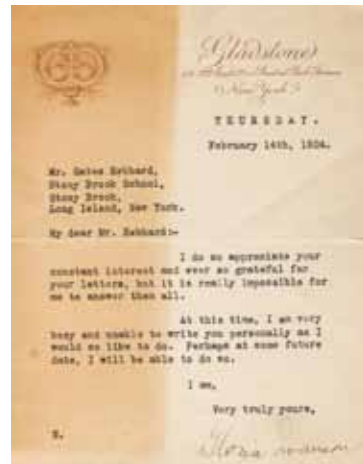 Gladstone
New York
THURSDAY.
February 14th, 1924.
Mr. Gates Hebbard,
Stony Brook School,
Stony Brook,
Long Island, New York.
My dear Mr. Hebbard:-
I do so appreciate your
constant interest and ever so grateful for
your letters, but it is really impossible for
me to answer them all.
At this time, I am very
busy and unable to write you personally as I
would so like to do. Perhaps at some future
date, I will be able to do so.
I am,
Very truly yours,
Gloria Swanson